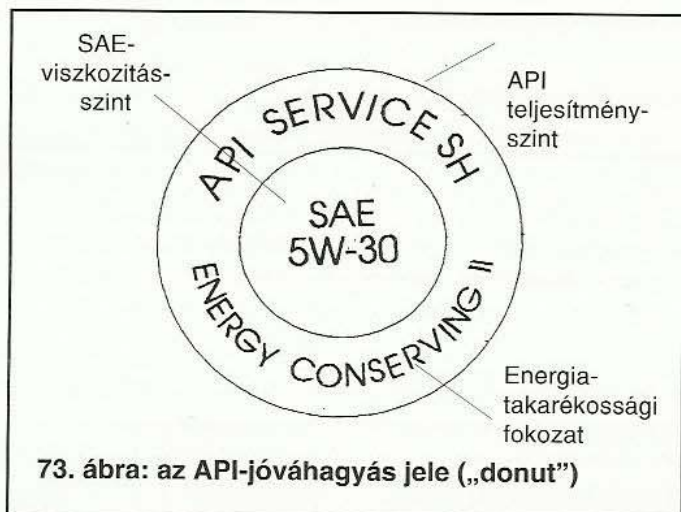 SAE-
viszkozitás-
szint
API
teljesítmény-
szint
API SERVICE SH
SAE
5W-30
ENERGY CONSERVING II
Energia-
takarékossági
fokozat
73. ábra: az API-jóváhagyás jele („donut”)